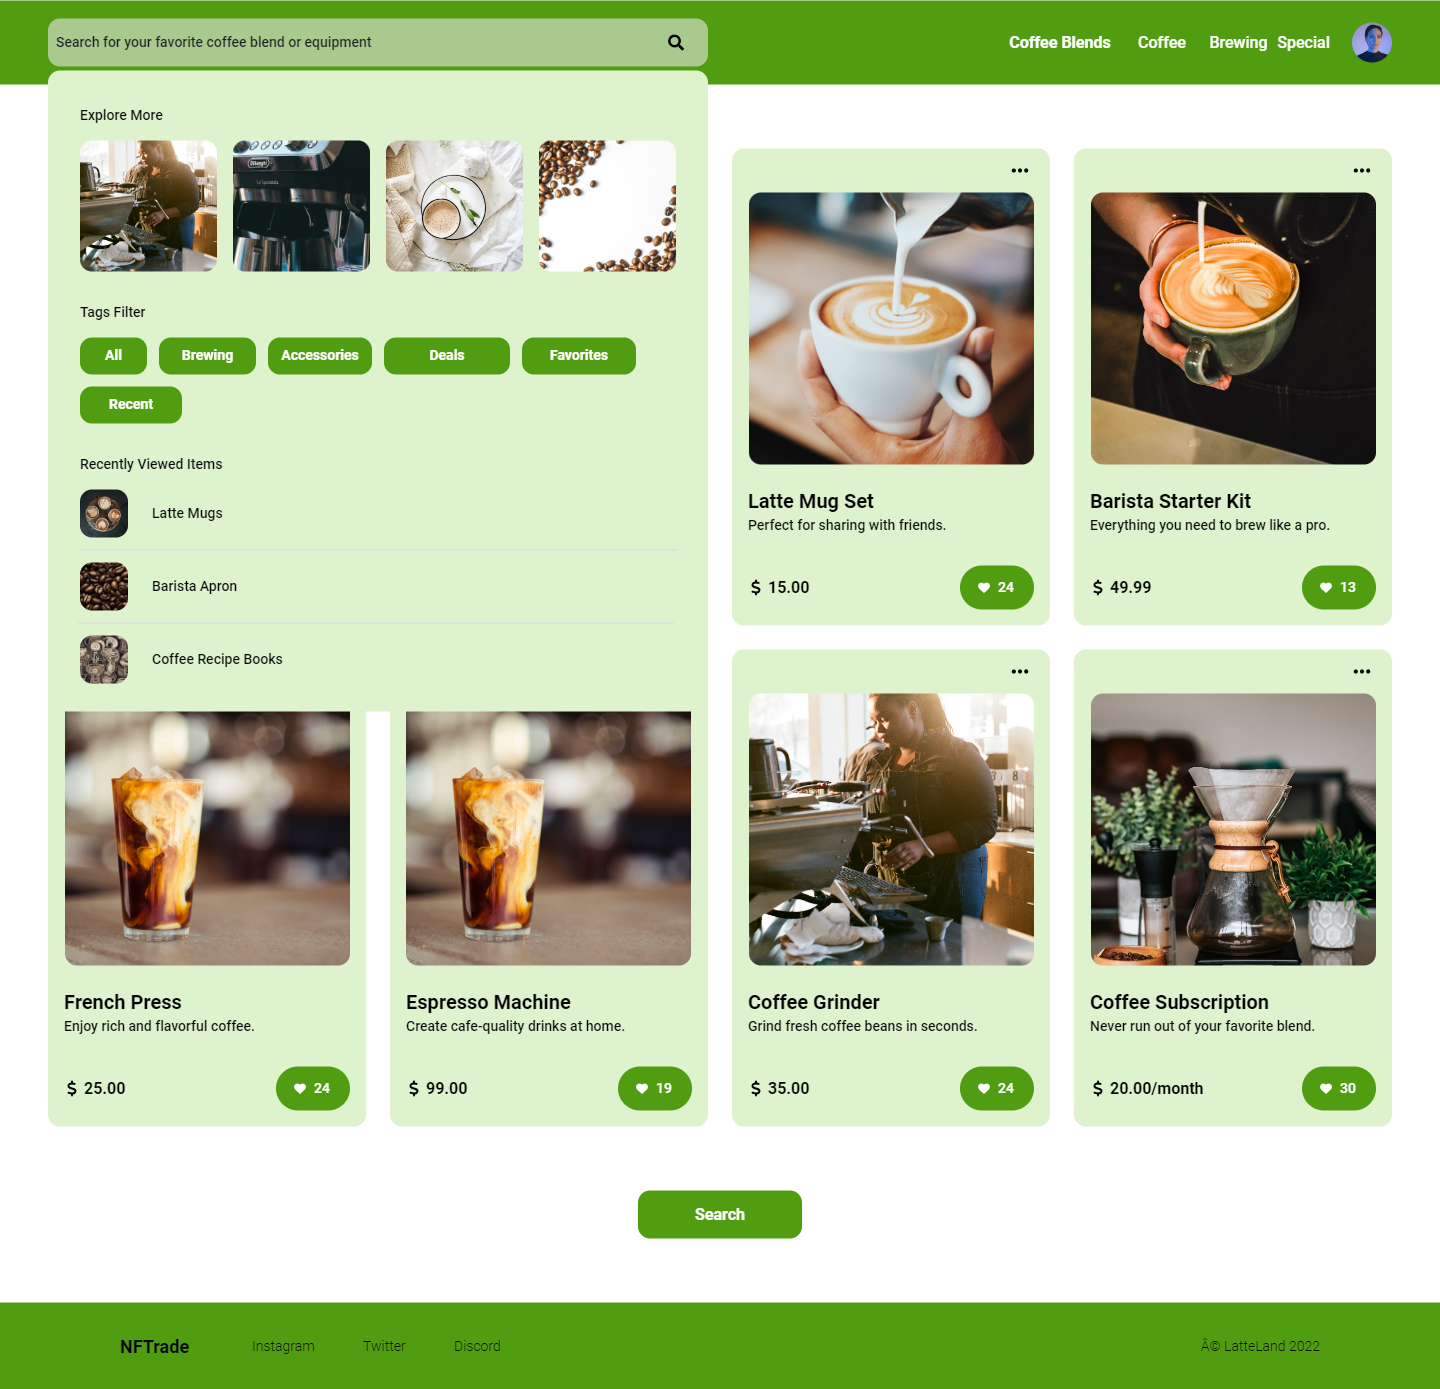 Search for your favorite coffee blend or equipment
Coffee Blends
Coffee
Brewing
Special
Explore More
DeLonghi
Tags Filter
All
Brewing
Accessories
Deals
Favorites
Recent
Recently Viewed Items
Latte Mugs
Barista Apron
Coffee Recipe Books
Latte Mug Set
Perfect for sharing with friends.
$ 15.00
24
Barista Starter Kit
Everything you need to brew like a pro.
$ 49.99
13
French Press
Enjoy rich and flavorful coffee.
$ 25.00
24
Espresso Machine
Create cafe-quality drinks at home.
$ 99.00
19
Coffee Grinder
Grind fresh coffee beans in seconds.
$ 35.00
24
Coffee Subscription
Never run out of your favorite blend.
$ 20.00/month
30
Search
NFTrade
Instagram
Twitter
Discord
Â© LatteLand 2022